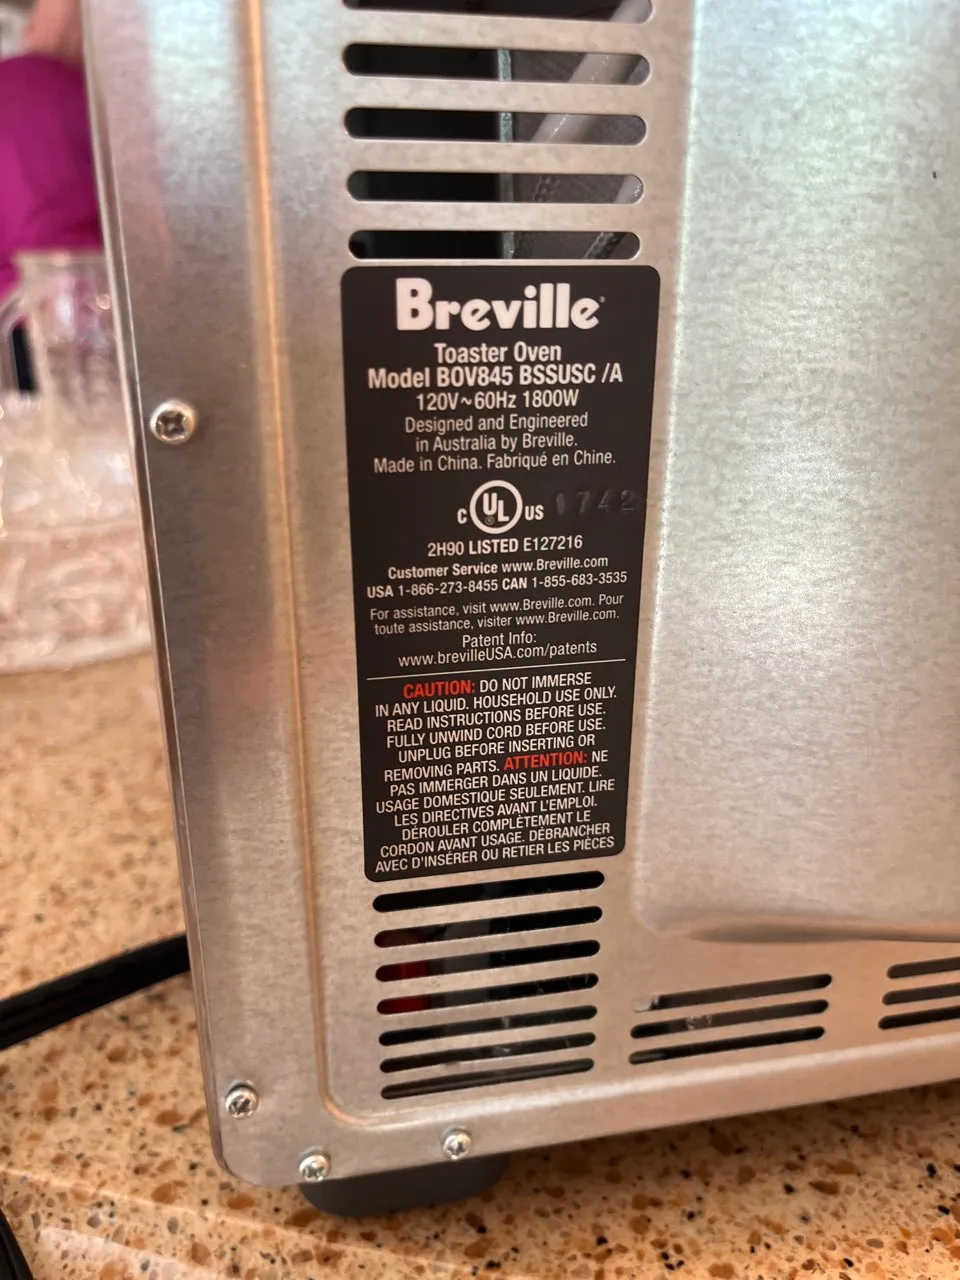 Breville
Toaster Oven
Model BOV845 BSSUSC /A
120V~60Hz 1800W
Designed and Engineered
in Australia by Breville.
Made in China. Fabriqué en Chine.
C UL ® US 1742
2H90 LISTED E127216
Customer Service www.Breville.com
USA 1-866-273-8455 CAN 1-855-683-3535
For assistance, visit www.Breville.com. Pour
toute assistance, visiter www.Breville.com.
Patent Info:
www.brevilleUSA.com/patents
CAUTION: DO NOT IMMERSE
IN ANY LIQUID. HOUSEHOLD USE ONLY.
READ INSTRUCTIONS BEFORE USE.
FULLY UNWIND CORD BEFORE USE.
UNPLUG BEFORE INSERTING OR
REMOVING PARTS. ATTENTION: NE
PAS IMMERGER DANS UN LIQUIDE.
USAGE DOMESTIQUE SEULEMENT. LIRE
LES DIRECTIVES AVANT L'EMPLOI.
DÉROULER COMPLÈTEMENT LE
CORDON AVANT USAGE. DÉBRANCHER
AVEC D'INSÉRER OU RETIER LES PIÈCES